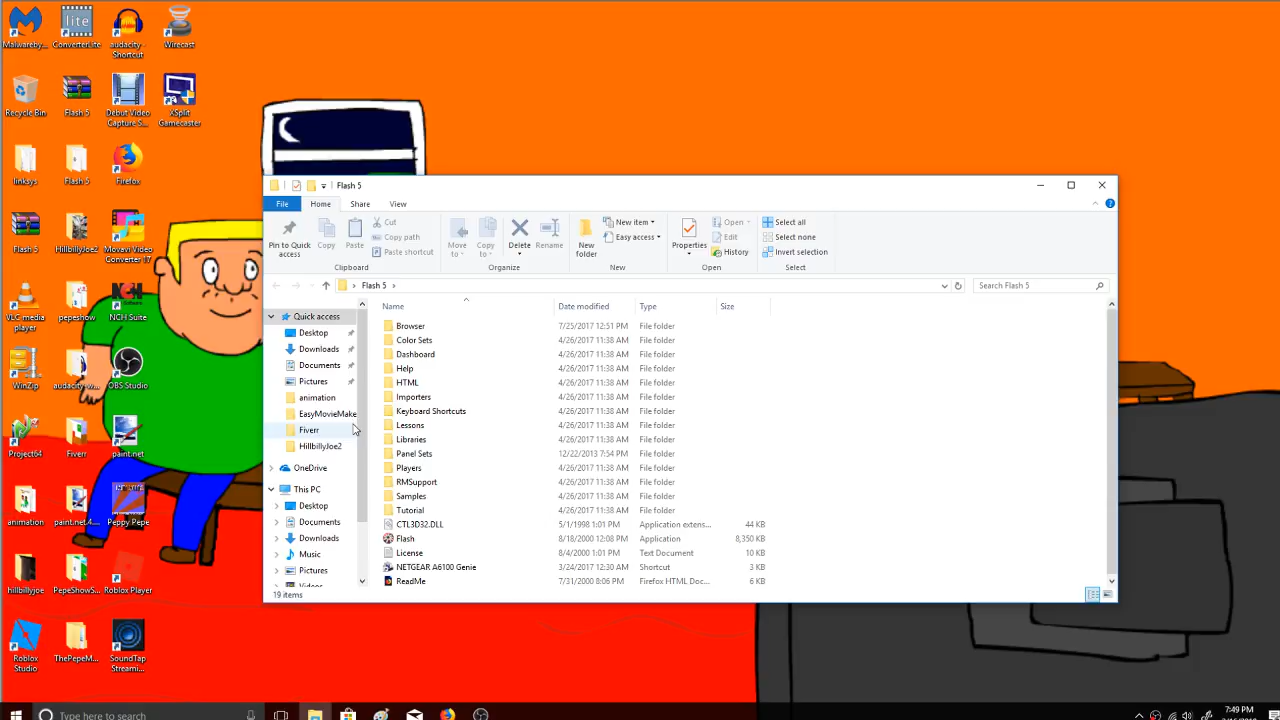 Malwareby...
ConverterLite
audacity - Shortcut
Wirecast
Recycle Bin
Flash 5
Debut Video Capture S...
XSplit Gamecaster
linksys
Flash 5
Firefox
Flash 5
HillbillyJoe2
Movavi Video Converter 17
VLC media player
pepeshow
NCH Suite
WinZip
audacity-w...
OBS Studio
Project64
Fiverr
paint.net
animation
paint.net.4....
Peppy Pepe
hillbillyjoe
PepeShowS...
Roblox Player
Roblox Studio
ThePepeM...
SoundTap Streami...
Flash 5
File Home Share View
Pin to Quick access
Copy
Paste
Cut
Copy path
Paste shortcut
Clipboard
Move to
Copy to
Delete
Rename
Organize
New folder
New item
Easy access
New
Properties
Open
Edit
History
Open
Select all
Select none
Invert selection
Select
Flash 5
Search Flash 5
Quick access
Desktop
Downloads
Documents
Pictures
animation
EasyMovieMake
Fiverr
HillbillyJoe2
OneDrive
This PC
Desktop
Documents
Downloads
Music
Pictures
Videos
Name Date modified Type Size
Browser 7/25/2017 12:51 PM File folder
Color Sets 4/26/2017 11:38 AM File folder
Dashboard 4/26/2017 11:38 AM File folder
Help 4/26/2017 11:38 AM File folder
HTML 4/26/2017 11:38 AM File folder
Importers 4/26/2017 11:38 AM File folder
Keyboard Shortcuts 4/26/2017 11:38 AM File folder
Lessons 4/26/2017 11:38 AM File folder
Libraries 4/26/2017 11:38 AM File folder
Panel Sets 12/22/2013 7:54 PM File folder
Players 4/26/2017 11:38 AM File folder
RMSupport 4/26/2017 11:38 AM File folder
Samples 4/26/2017 11:38 AM File folder
Tutorial 4/26/2017 11:38 AM File folder
CTL3D32.DLL 5/1/1998 1:01 PM Application extens... 44 KB
Flash 8/18/2000 12:08 PM Application 8,350 KB
License 8/4/2000 1:01 PM Text Document 10 KB
NETGEAR A6100 Genie 3/24/2017 12:30 AM Shortcut 3 KB
ReadMe 7/31/2000 8:06 PM Firefox HTML Doc... 6 KB
19 items
Type here to search
7:49 PM